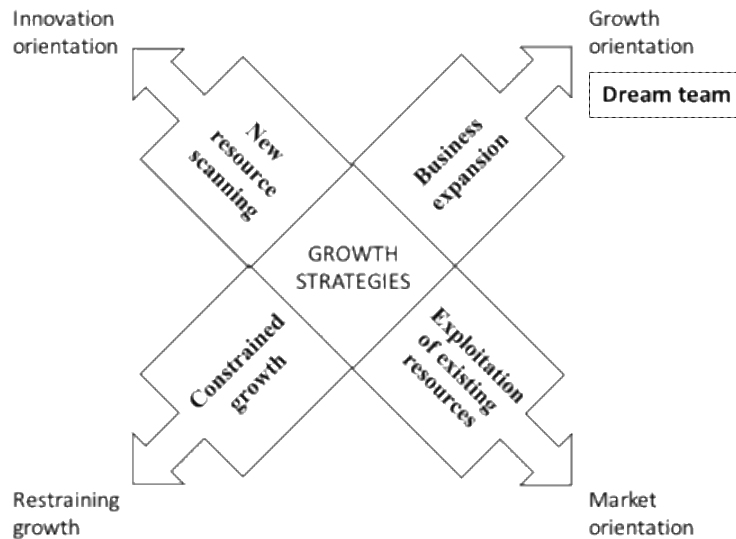 Innovation
orientation
Growth
orientation
Dream team
New
resource
scanning
Business
expansion
GROWTH
STRATEGIES
Constrained
growth
Exploitation
of existing
resources
Restraining
growth
Market
orientation